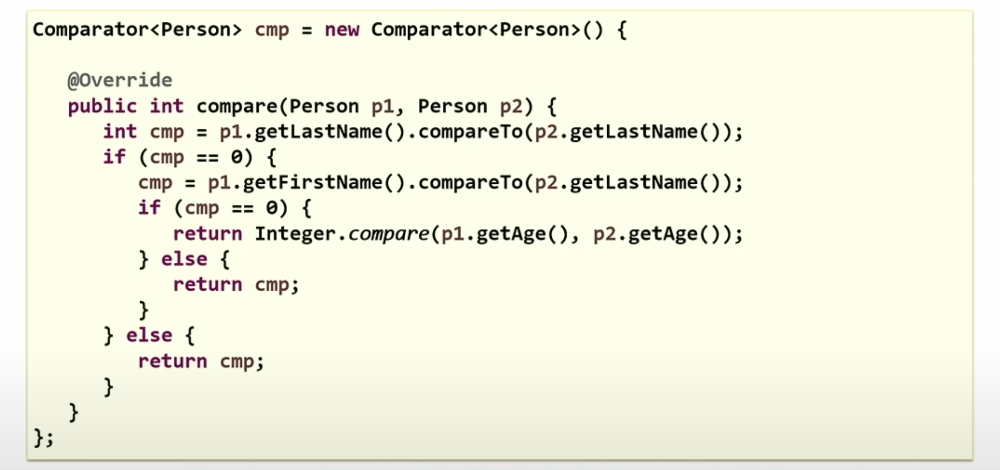 Comparator<Person> cmp = new Comparator<Person>() {
@Override
public int compare(Person p1, Person p2) {
int cmp = p1.getLastName().compareTo(p2.getLastName());
if (cmp == 0) {
cmp = p1.getFirstName().compareTo(p2.getLastName());
if (cmp == 0) {
return Integer.compare(p1.getAge(), p2.getAge());
} else {
return cmp;
}
} else {
return cmp;
}
}
};